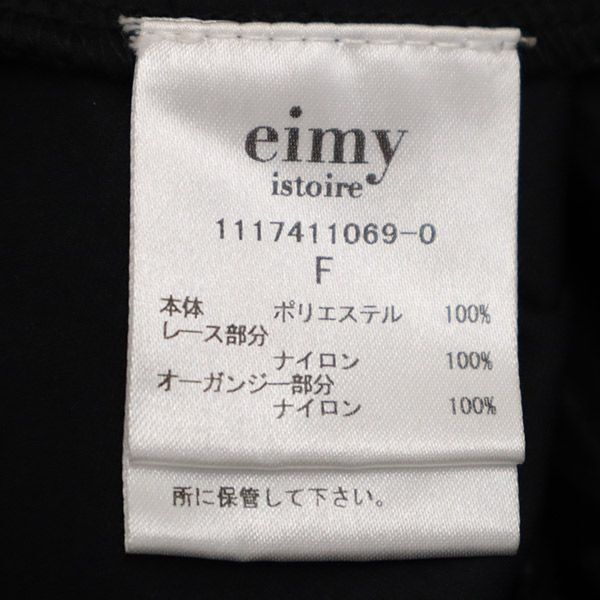 eimy
istoire
1117411069-0
F
本体 ポリエステル 100%
レース部分
ナイロン 100%
オーガンジー部分
ナイロン 100%
所に保管して下さい。